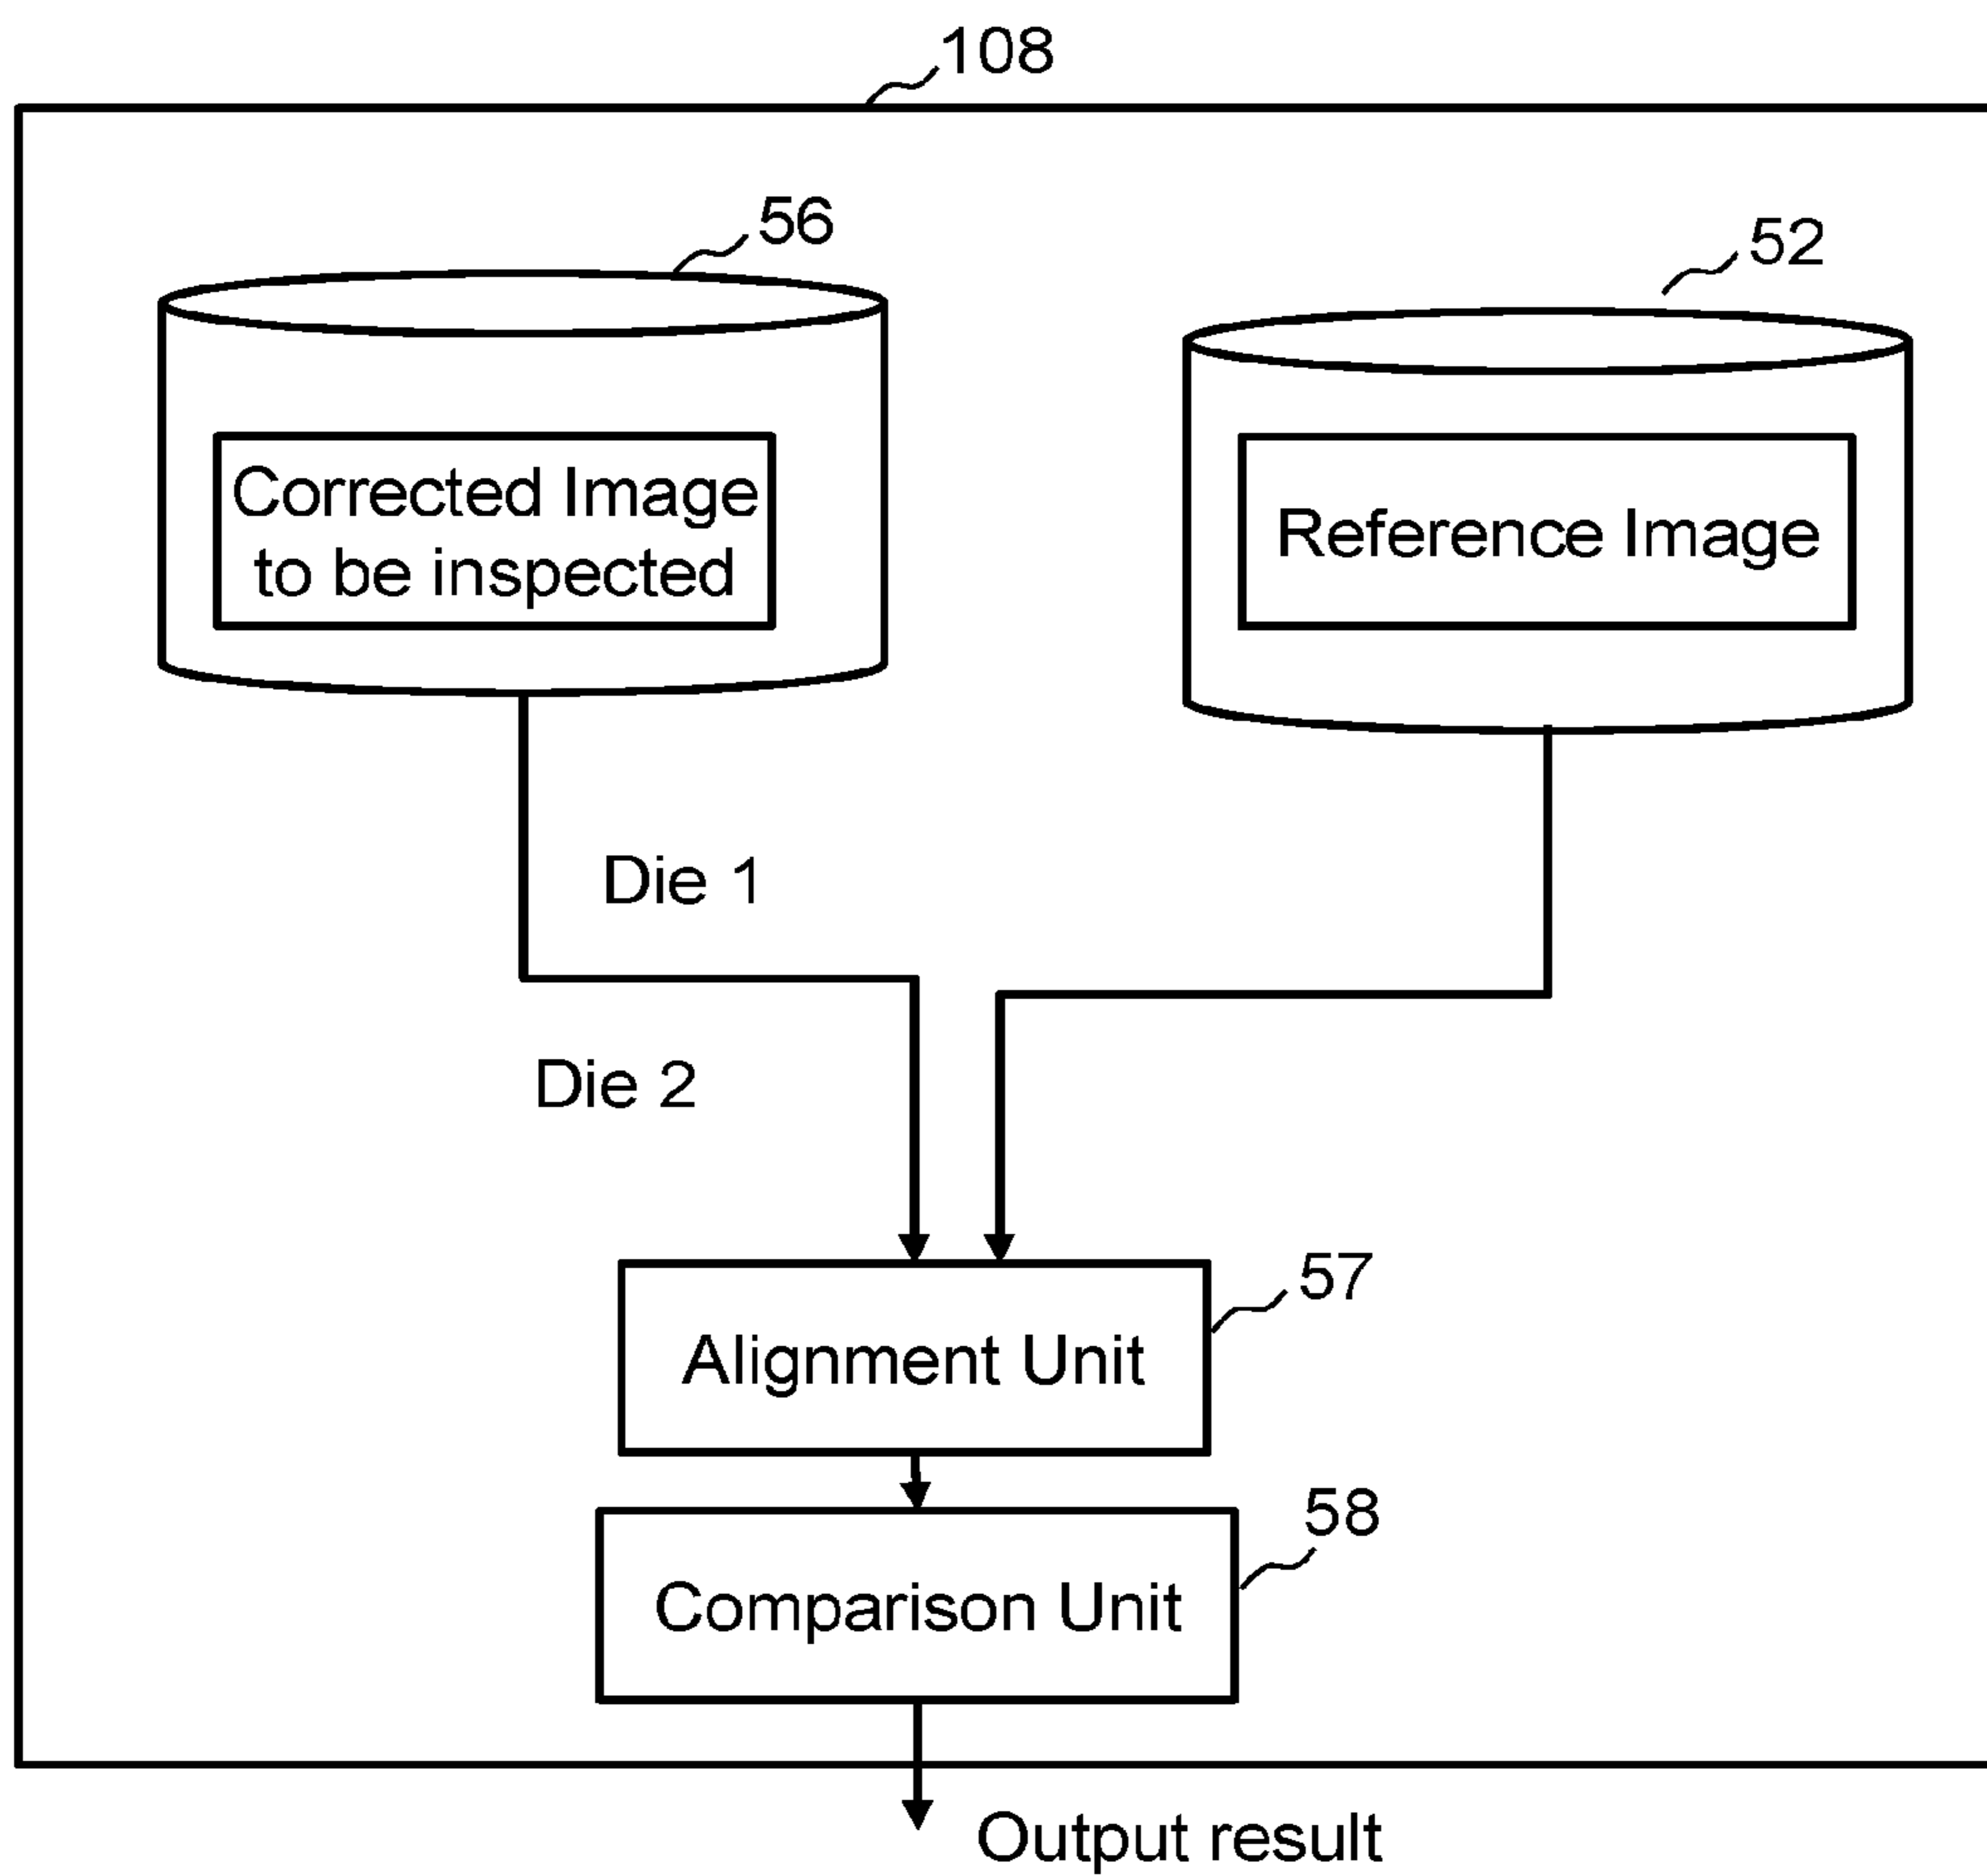 108
56
52
Corrected Image
to be inspected
Reference Image
Die 1
Die 2
57
Alignment Unit
58
Comparison Unit
Output result